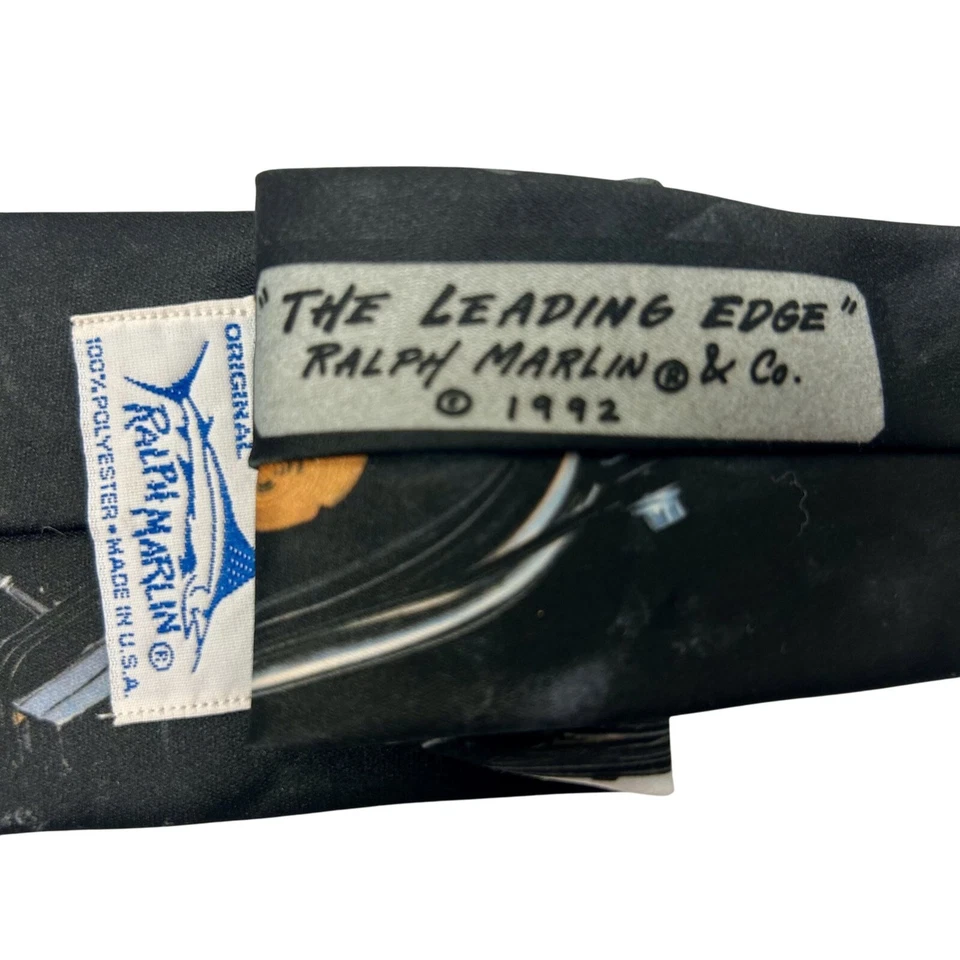 "THE LEADING EDGE"
RALPH MARLIN ® & Co.
© 1992
ORIGINAL
RALPH MARLIN ®
100% POLYESTER • MADE IN U.S.A.